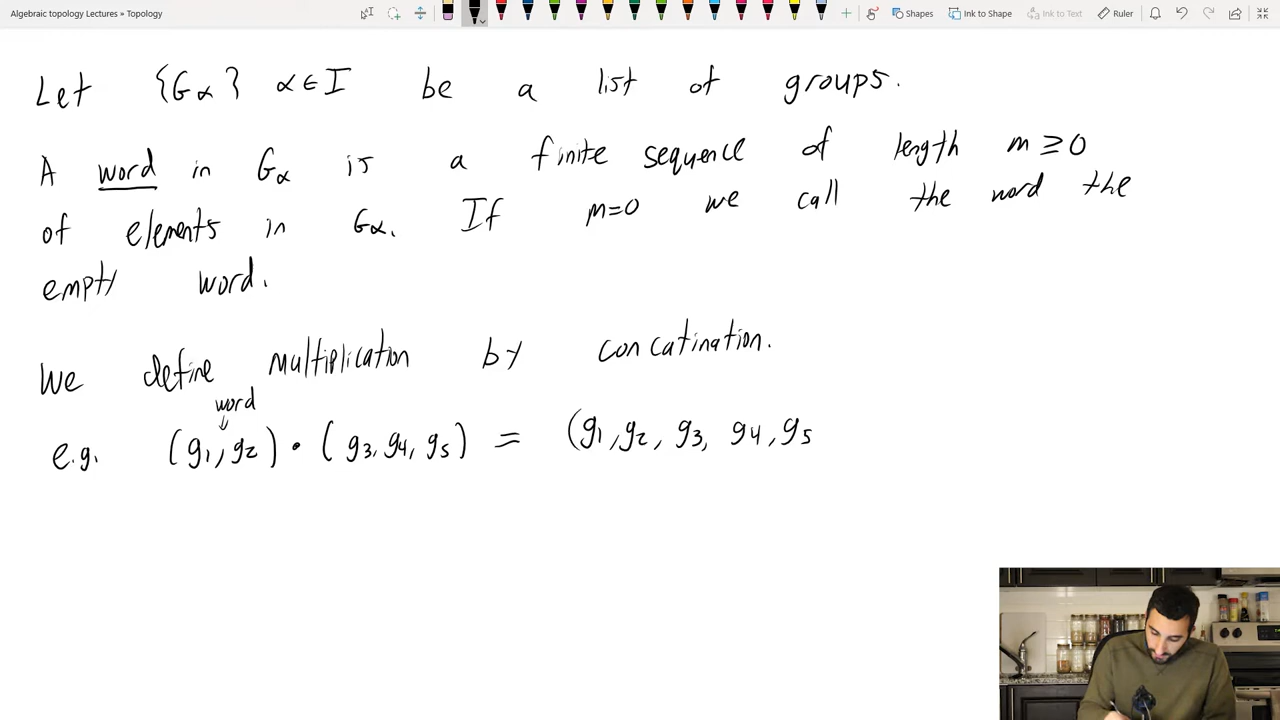 Algebraic topology Lectures » Topology
Shapes Ink to Shape Ink to Text Ruler
Let {Gα} α∈I be a list of groups.
A word in Gα is a finite sequence of length m ≥ 0
of elements in Gα. If m=0 we call the word the
empty word.
We define multiplication by concatination.
word
↓
e.g. (g1, g2) • (g3, g4, g5) = (g1, g2, g3, g4, g5